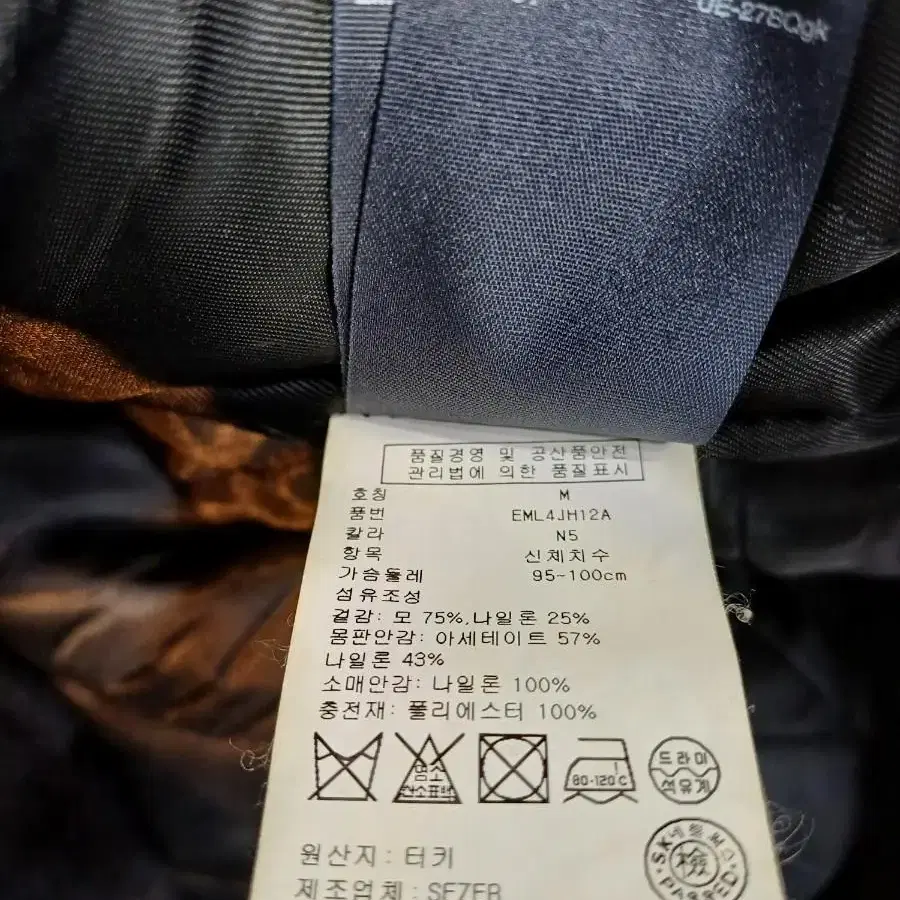 품질경영 및 공산품안전
관리법에 의한 품질표시
호칭 M
품번 EML4JH12A
칼라 N5
항목 신체치수
가슴둘레 95-100cm
섬유조성
겉감: 모 75%,나일론 25%
몸판안감: 아세테이트 57%
나일론 43%
소매안감: 나일론 100%
충전재: 폴리에스터 100%
염소
산소표백
80-120℃
드라이
석유계
원산지: 터키
제조업체:
檢
PASSED